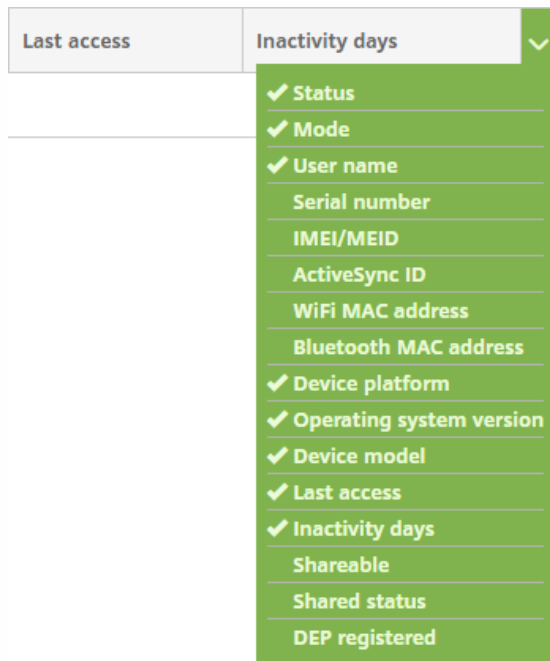 Last access Inactivity days
Status
Mode
User name
Serial number
IMEI/MEID
ActiveSync ID
WiFi MAC address
Bluetooth MAC address
Device platform
Operating system version
Device model
Last access
Inactivity days
Shareable
Shared status
DEP registered